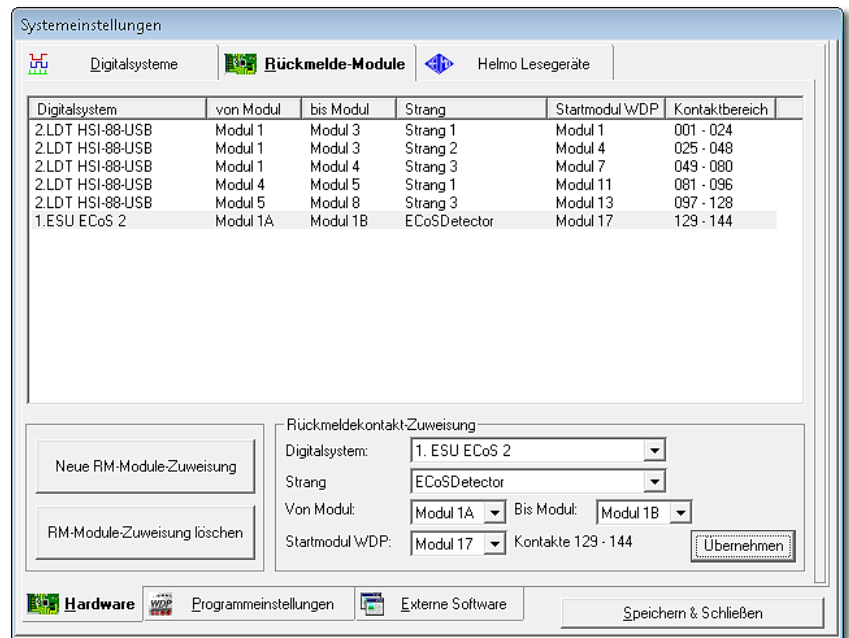 Systemeinstellungen
Digitalsysteme Rückmelde-Module Helmo Lesegeräte
Digitalsystem von Modul bis Modul Strang Startmodul WDP Kontaktbereich
2.LDT HSI-88-USB Modul 1 Modul 3 Strang 1 Modul 1 001 - 024
2.LDT HSI-88-USB Modul 1 Modul 3 Strang 2 Modul 4 025 - 048
2.LDT HSI-88-USB Modul 1 Modul 4 Strang 3 Modul 7 049 - 080
2.LDT HSI-88-USB Modul 4 Modul 5 Strang 1 Modul 11 081 - 096
2.LDT HSI-88-USB Modul 5 Modul 8 Strang 3 Modul 13 097 - 128
1.ESU ECoS 2 Modul 1A Modul 1B ECoSDetector Modul 17 129 - 144
Neue RM-Module-Zuweisung
RM-Module-Zuweisung löschen
Rückmeldekontakt-Zuweisung
Digitalsystem: 1. ESU ECoS 2
Strang ECoSDetector
Von Modul: Modul 1A Bis Modul: Modul 1B
Startmodul WDP: Modul 17 Kontakte 129 - 144 Übernehmen
Hardware WDP Programmeinstellungen Externe Software Speichern & Schließen